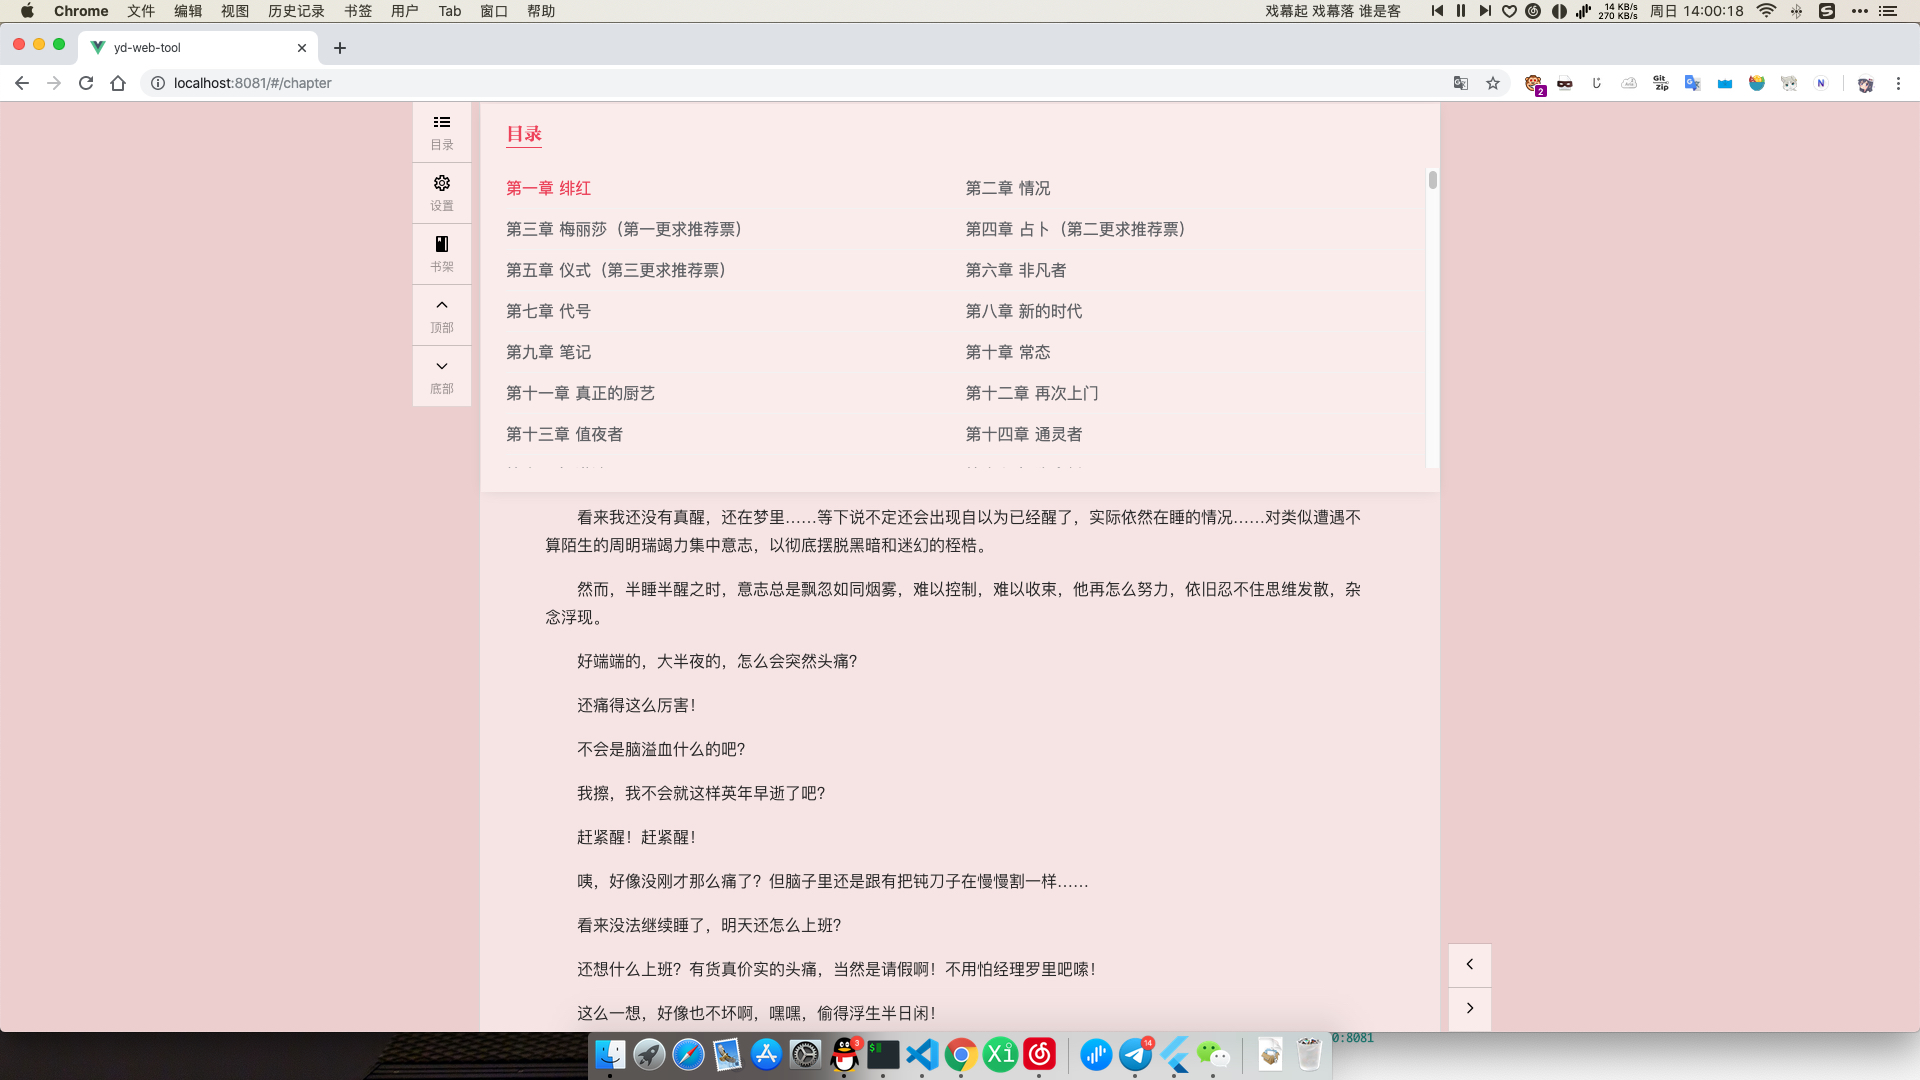 Chrome 文件 编辑 视图 历史记录 书签 用户 Tab 窗口 帮助 戏幕起 戏幕落 谁是客 14 KB/s 270 KB/s 周日 14:00:18
yd-web-tool
localhost:8081/#/chapter
2
Git Zip
N
目录
设置
书架
顶部
底部
目录
第一章 绯红 第二章 情况
第三章 梅丽莎（第一更求推荐票） 第四章 占卜（第二更求推荐票）
第五章 仪式（第三更求推荐票） 第六章 非凡者
第七章 代号 第八章 新的时代
第九章 笔记 第十章 常态
第十一章 真正的厨艺 第十二章 再次上门
第十三章 值夜者 第十四章 通灵者
看来我还没有真醒，还在梦里……等下说不定还会出现自以为已经醒了，实际依然在睡的情况……对类似遭遇不
算陌生的周明瑞竭力集中意志，以彻底摆脱黑暗和迷幻的桎梏。
然而，半睡半醒之时，意志总是飘忽如同烟雾，难以控制，难以收束，他再怎么努力，依旧忍不住思维发散，杂
念浮现。
好端端的，大半夜的，怎么会突然头痛？
还痛得这么厉害！
不会是脑溢血什么的吧？
我擦，我不会就这样英年早逝了吧？
赶紧醒！赶紧醒！
咦，好像没刚才那么痛了？但脑子里还是跟有把钝刀子在慢慢割一样……
看来没法继续睡了，明天还怎么上班？
还想什么上班？有货真价实的头痛，当然是请假啊！不用怕经理罗里吧嗦！
这么一想，好像也不坏啊，嘿嘿，偷得浮生半日闲！
0:8081
3
14